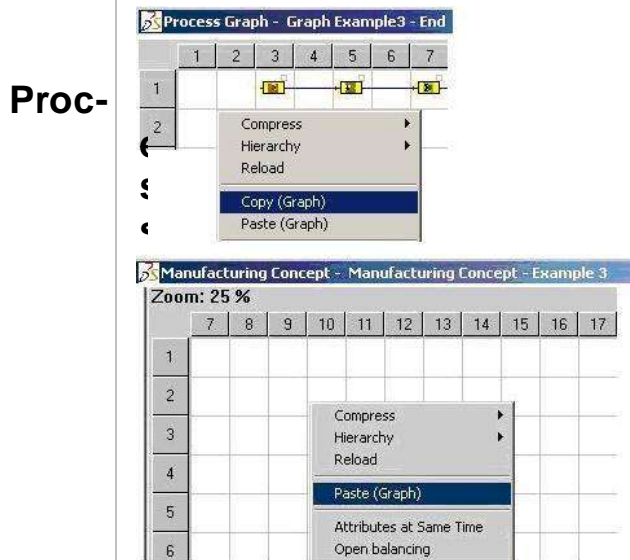 Process Graph - Graph Example3 - End
1 2 3 4 5 6 7
1
Proc-
2
Compress
Hierarchy
Reload
Copy (Graph)
Paste (Graph)
Manufacturing Concept - Manufacturing Concept - Example 3
Zoom: 25 %
7 8 9 10 11 12 13 14 15 16 17
1
2
Compress
3
Hierarchy
Reload
4
Paste (Graph)
5
Attributes at Same Time
6
Open balancing